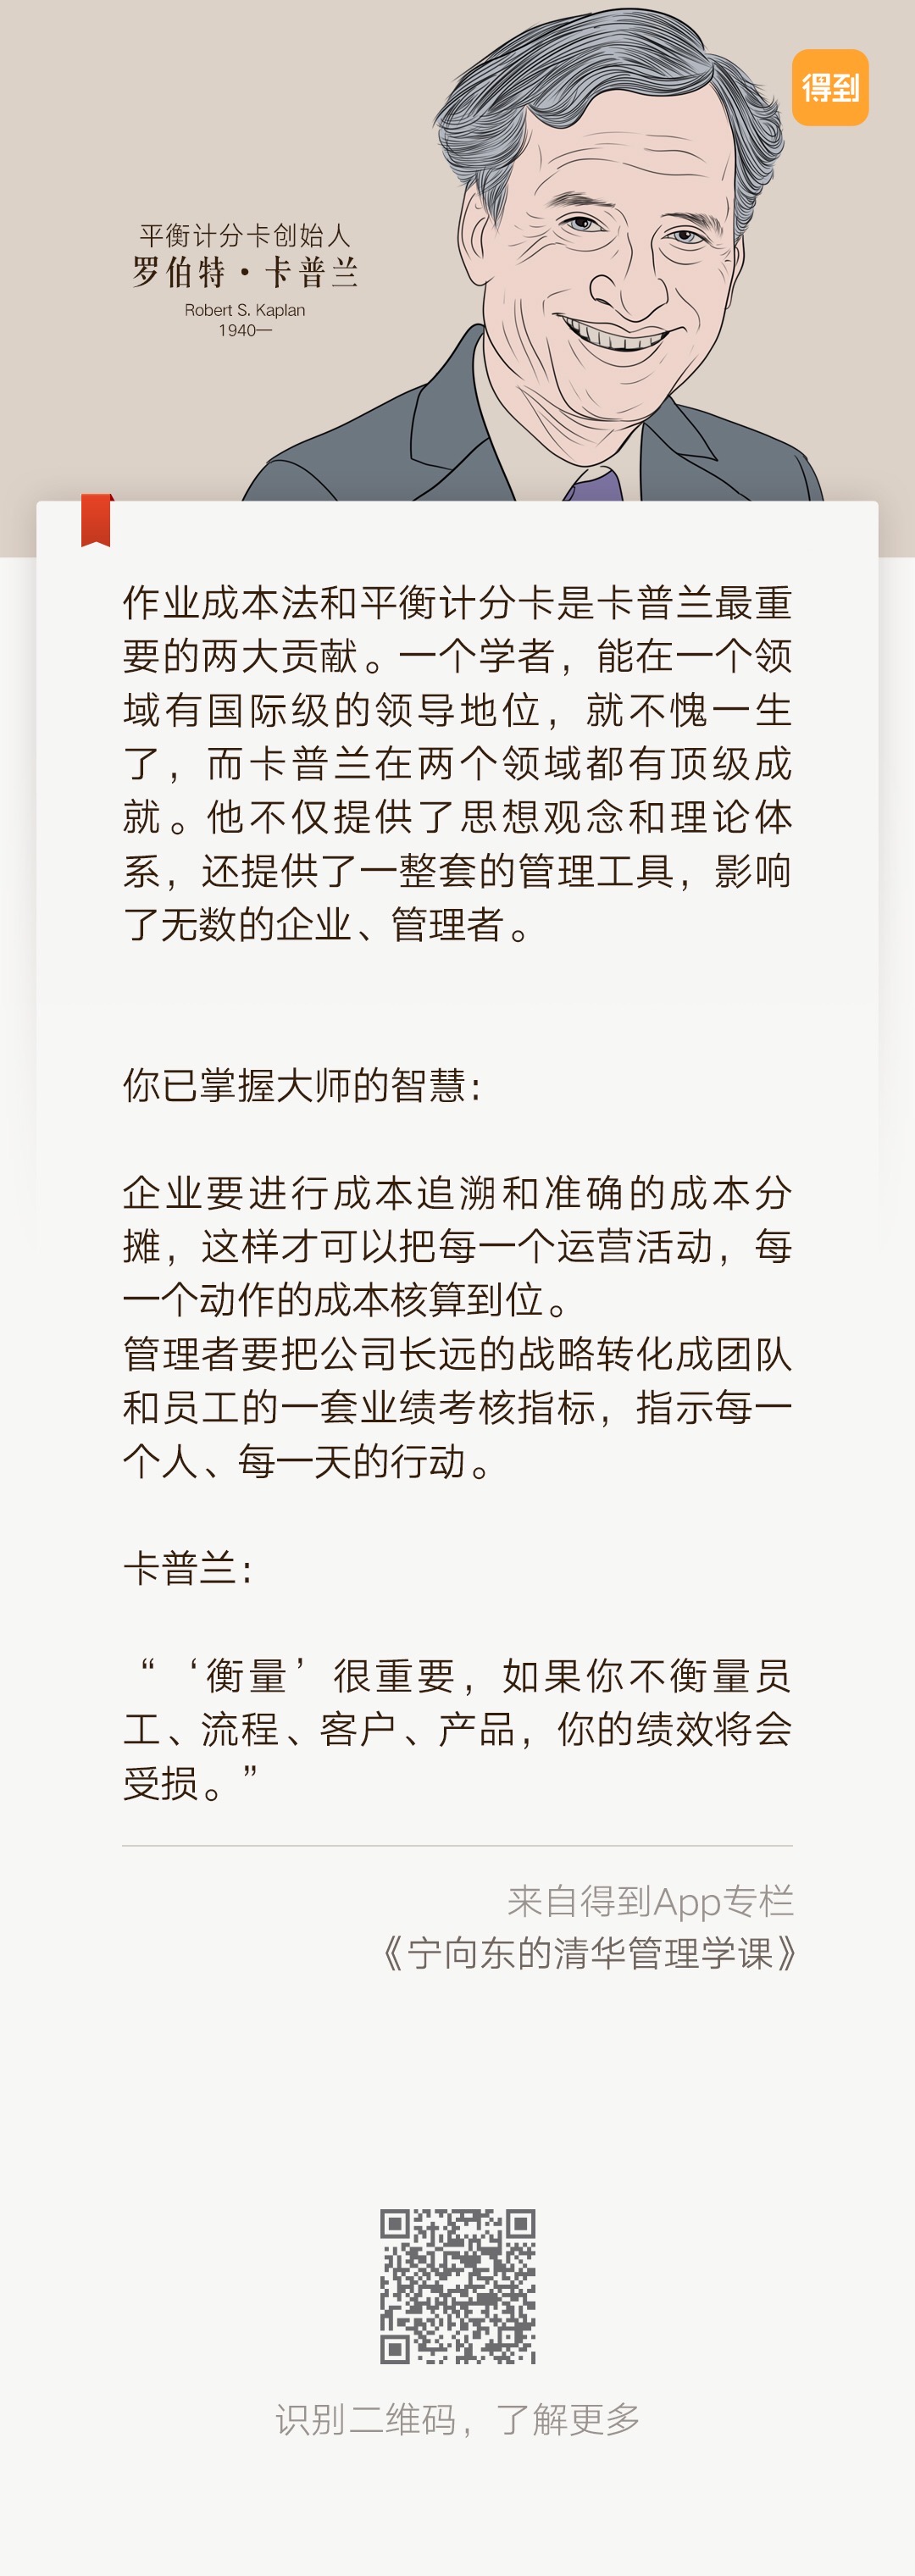 得到
平衡计分卡创始人
罗伯特·卡普兰
Robert S. Kaplan
1940—
作业成本法和平衡计分卡是卡普兰最重
要的两大贡献。一个学者，能在一个领
域有国际级的领导地位，就不愧一生
了，而卡普兰在两个领域都有顶级成
就。他不仅提供了思想观念和理论体
系，还提供了一整套的管理工具，影响
了无数的企业、管理者。
你已掌握大师的智慧：
企业要进行成本追溯和准确的成本分
摊，这样才可以把每一个运营活动，每
一个动作的成本核算到位。
管理者要把公司长远的战略转化成团队
和员工的一套业绩考核指标，指示每一
个人、每一天的行动。
卡普兰：
“‘衡量’很重要，如果你不衡量员
工、流程、客户、产品，你的绩效将会
受损。”
来自得到App专栏
《宁向东的清华管理学课》
识别二维码，了解更多